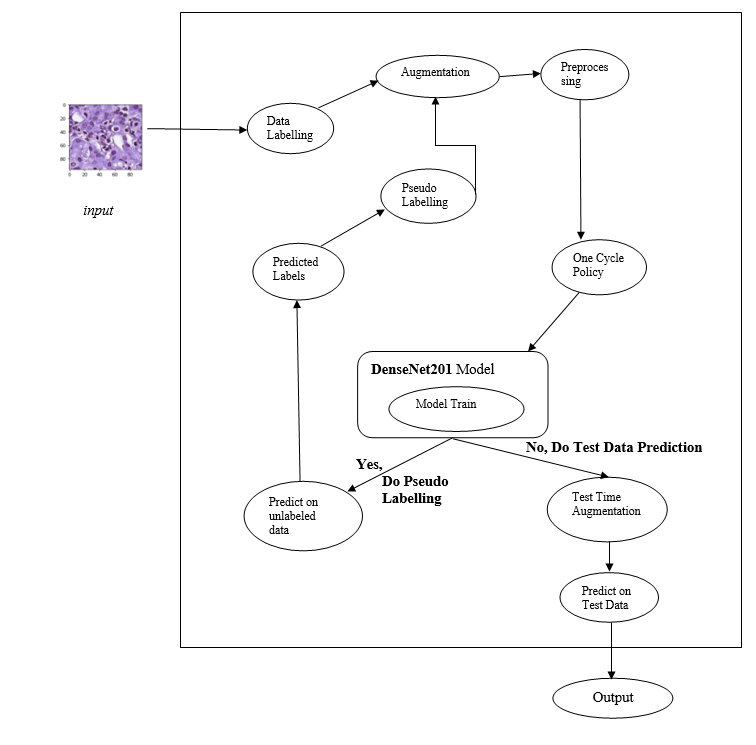 Augmentation
Preproces
sing
Data
Labelling
0
20
40
60
80
0 20 40 60 80
input
Pseudo
Labelling
Predicted
Labels
One Cycle
Policy
DenseNet201 Model
Model Train
Yes,
Do Pseudo
Labelling
No, Do Test Data Prediction
Predict on
unlabeled
data
Test Time
Augmentation
Predict on
Test Data
Output